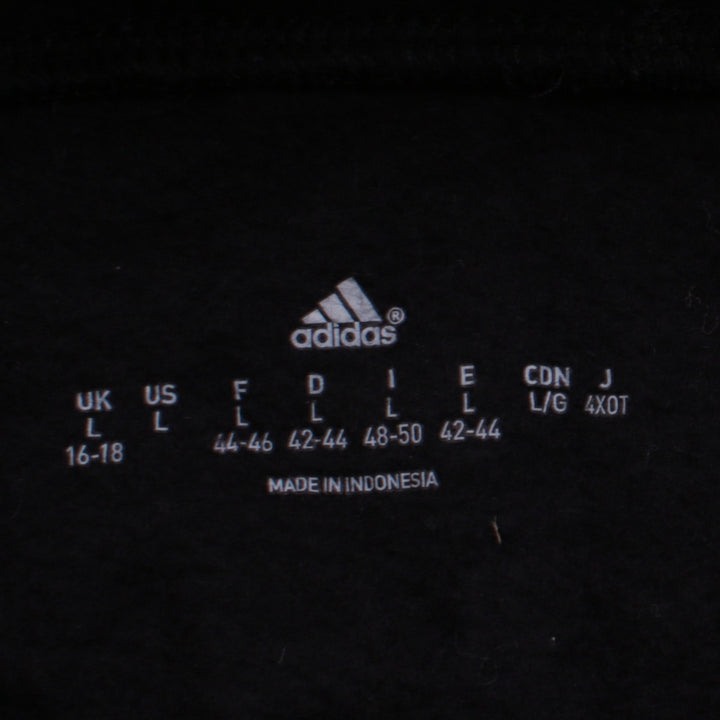 adidas®
UK US F D I E CDN J
L L L L L L L/G 4XOT
16-18 44-46 42-44 48-50 42-44
MADE IN INDONESIA